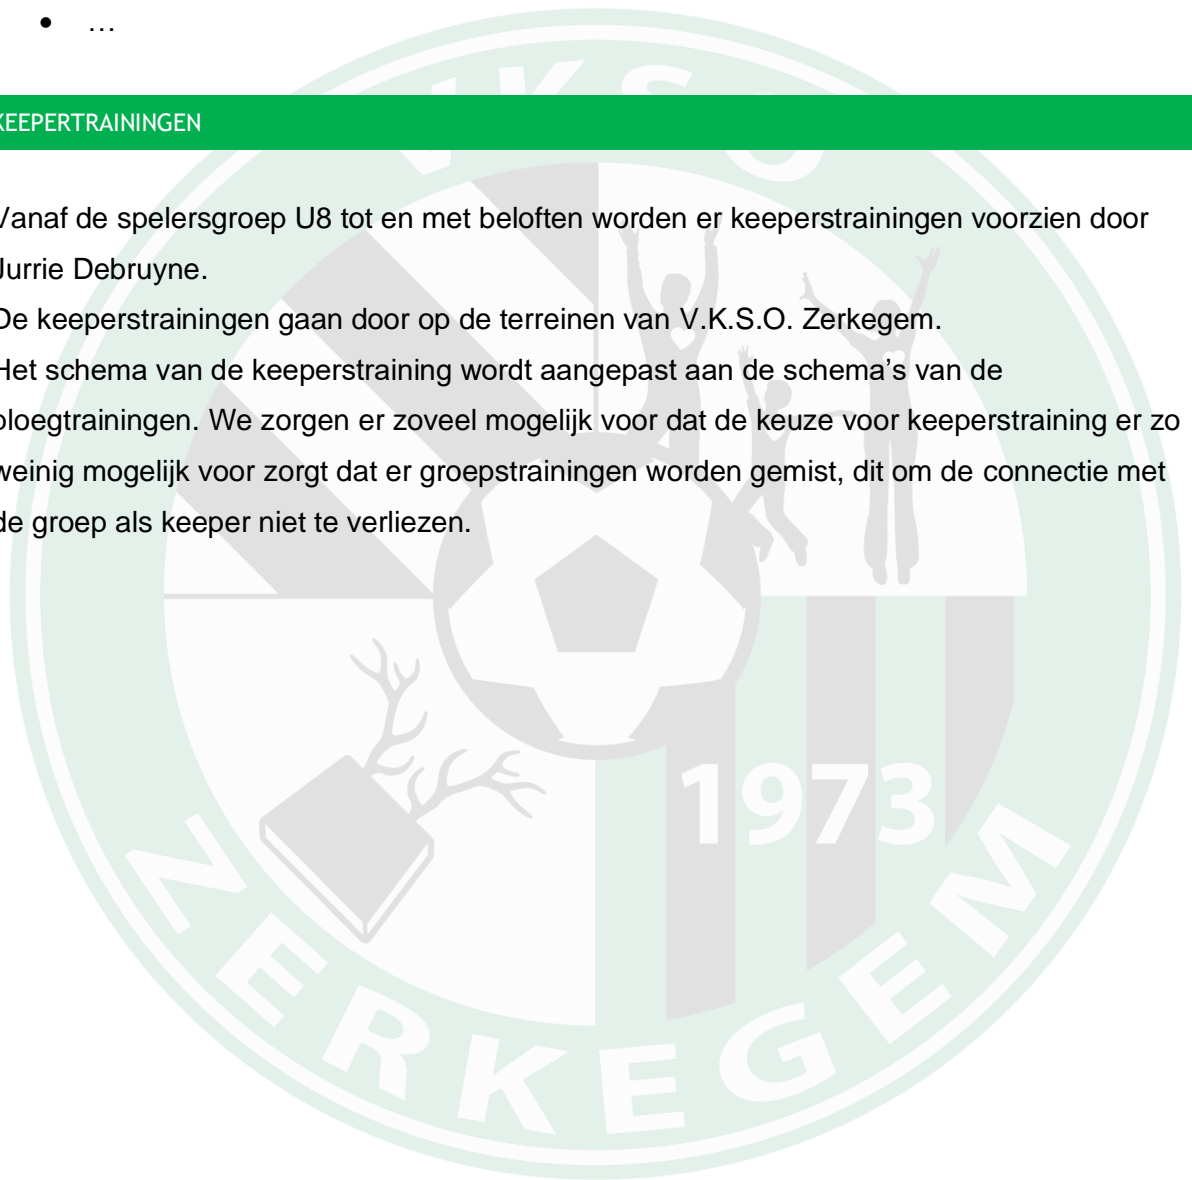 • …
KEEPERTRAININGEN
Vanaf de spelersgroep U8 tot en met beloften worden er keeperstrainingen voorzien door
Jurrie Debruyne.
De keeperstrainingen gaan door op de terreinen van V.K.S.O. Zerkegem.
Het schema van de keeperstraining wordt aangepast aan de schema’s van de
ploegtrainingen. We zorgen er zoveel mogelijk voor dat de keuze voor keeperstraining er zo
weinig mogelijk voor zorgt dat er groepstrainingen worden gemist, dit om de connectie met
de groep als keeper niet te verliezen.
VKSO
1973
ZERKEGEM